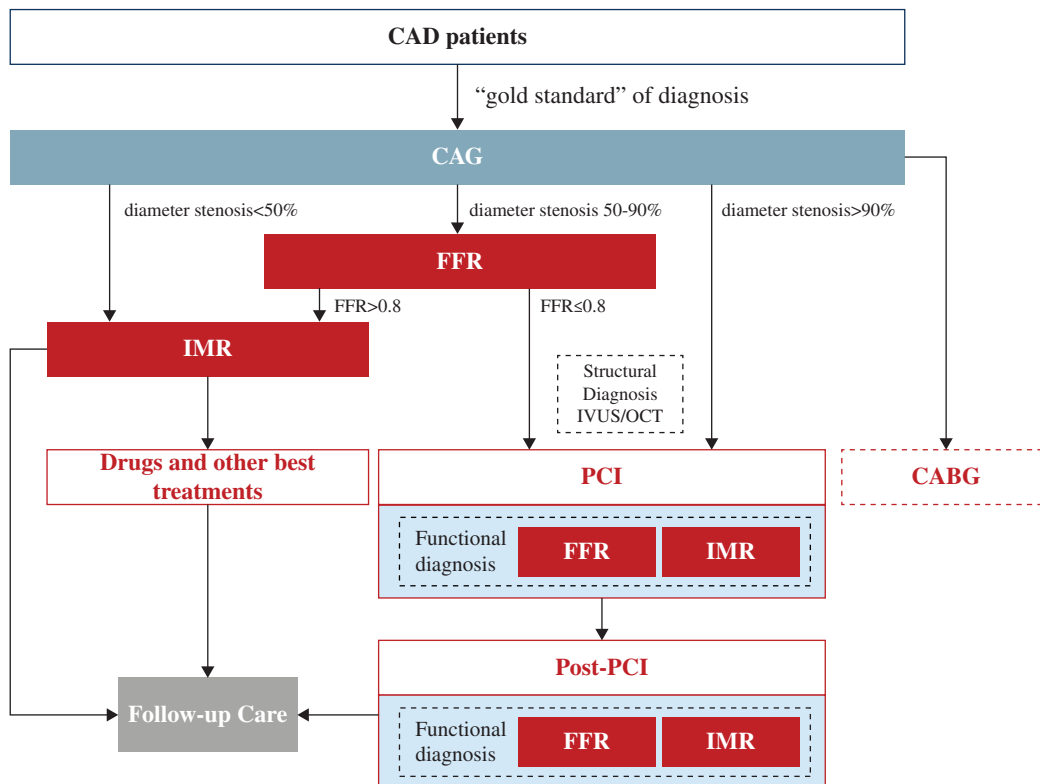 CAD patients
“gold standard” of diagnosis
CAG
diameter stenosis<50%
diameter stenosis 50-90%
diameter stenosis>90%
FFR
FFR>0.8
FFR≤0.8
IMR
Structural
Diagnosis
IVUS/OCT
Drugs and other best
treatments
PCI
CABG
Functional
diagnosis
FFR
IMR
Post-PCI
Follow-up Care
Functional
diagnosis
FFR
IMR